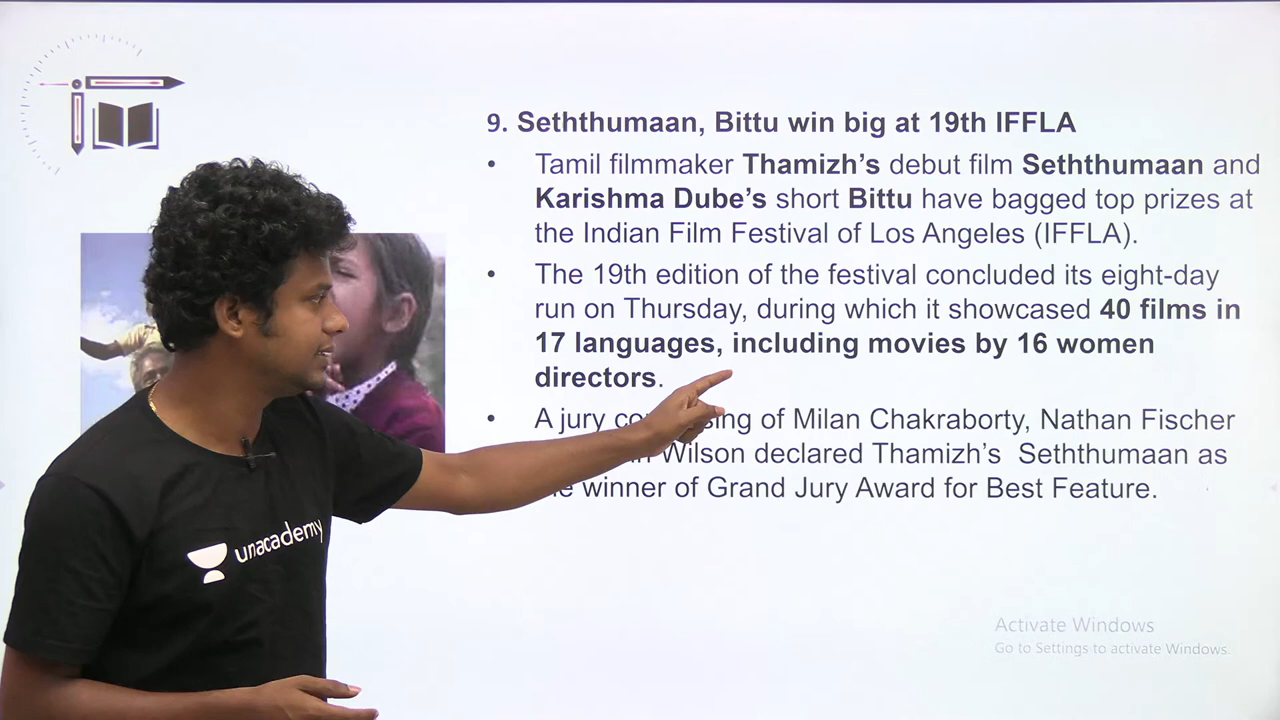 9. Seththumaan, Bittu win big at 19th IFFLA
• Tamil filmmaker Thamizh's debut film Seththumaan and
Karishma Dube's short Bittu have bagged top prizes at
the Indian Film Festival of Los Angeles (IFFLA).
• The 19th edition of the festival concluded its eight-day
run on Thursday, during which it showcased 40 films in
17 languages, including movies by 16 women
directors.
• A jury of Milan Chakraborty, Nathan Fischer
Wilson declared Thamizh's Seththumaan as
winner of Grand Jury Award for Best Feature.
unacademy
Activate Windows
Go to Settings to activate Windows.